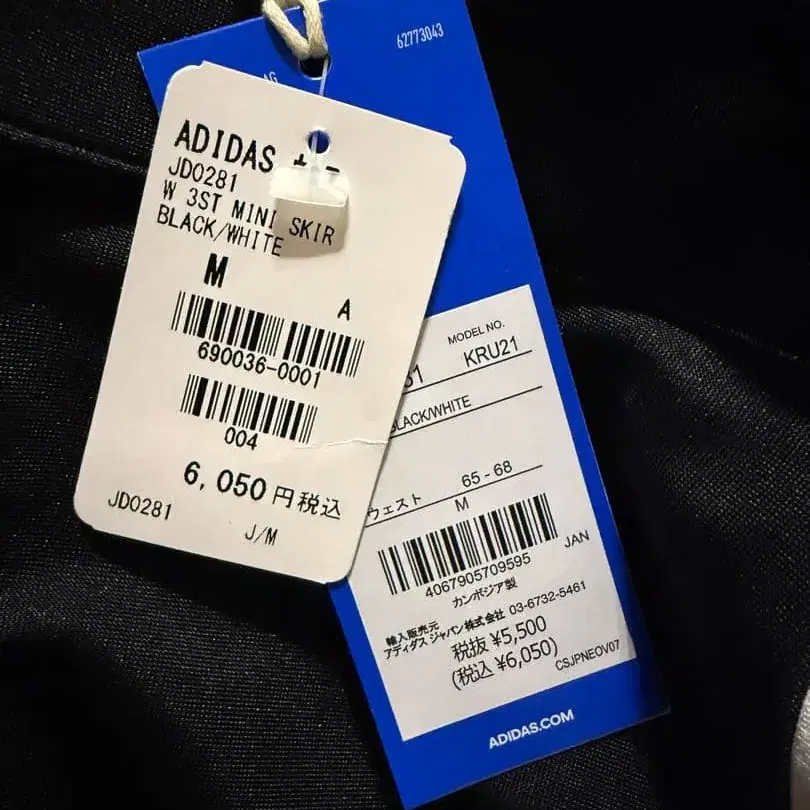 62773043
ADIDAS
JD0281
W 3ST MINI SKIR
BLACK/WHITE
M
A
690036-0001
004
6,050円税込
JD0281
J/M
MODEL NO.
KRU21
BLACK/WHITE
ウェスト 65-68
M
4067905709595
JAN
カンボジア製
輸入販売元
アディダス ジャパン株式会社 03-6732-5461
税抜 ¥5,500
(税込 ¥6,050)
CSJPNEOV07
ADIDAS.COM